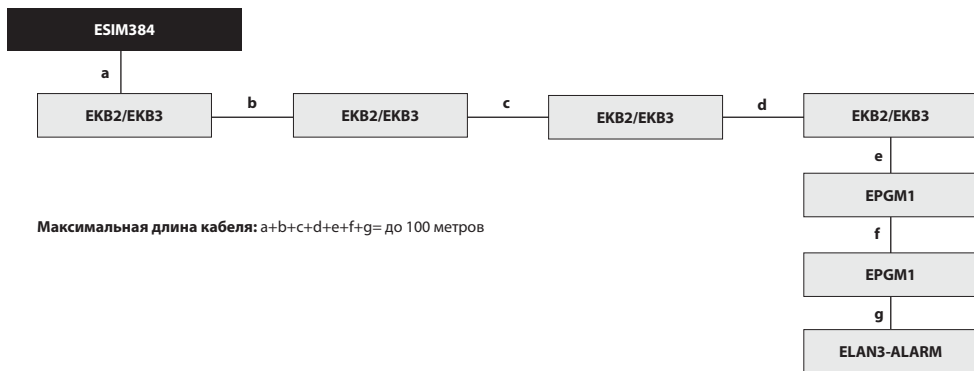 ESIM384
a
EKB2/EKB3
b
EKB2/EKB3
c
EKB2/EKB3
d
EKB2/EKB3
e
EPGM1
f
EPGM1
g
ELAN3-ALARM
Максимальная длина кабеля: a+b+c+d+e+f+g= до 100 метров